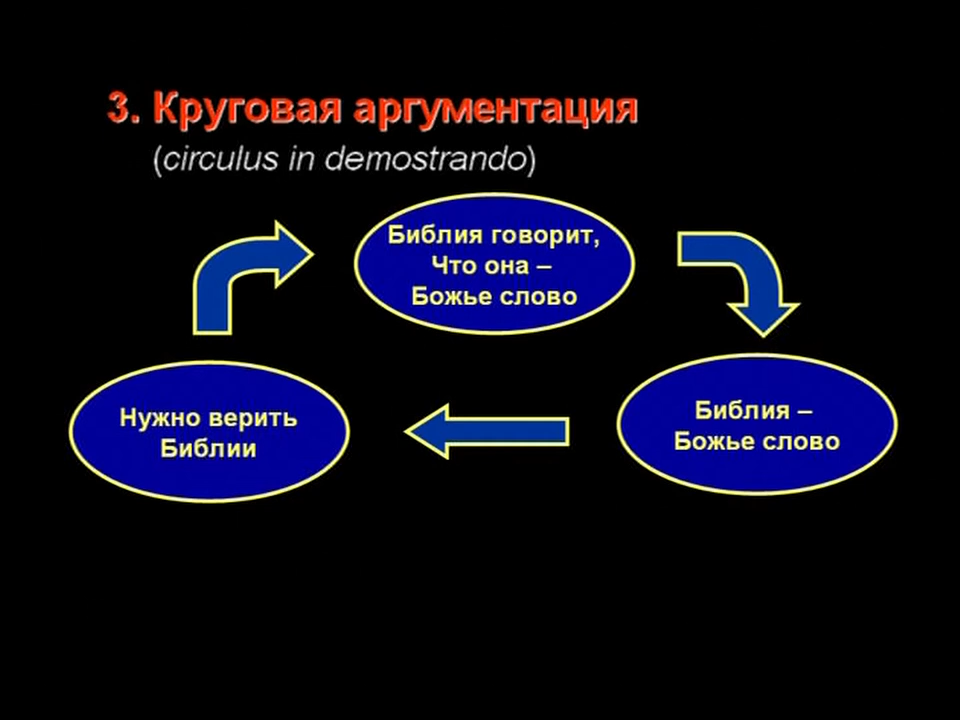 3. Круговая аргументация
(circulus in demostrando)
Библия говорит,
Что она –
Божье слово
Библия –
Божье слово
Нужно верить
Библии